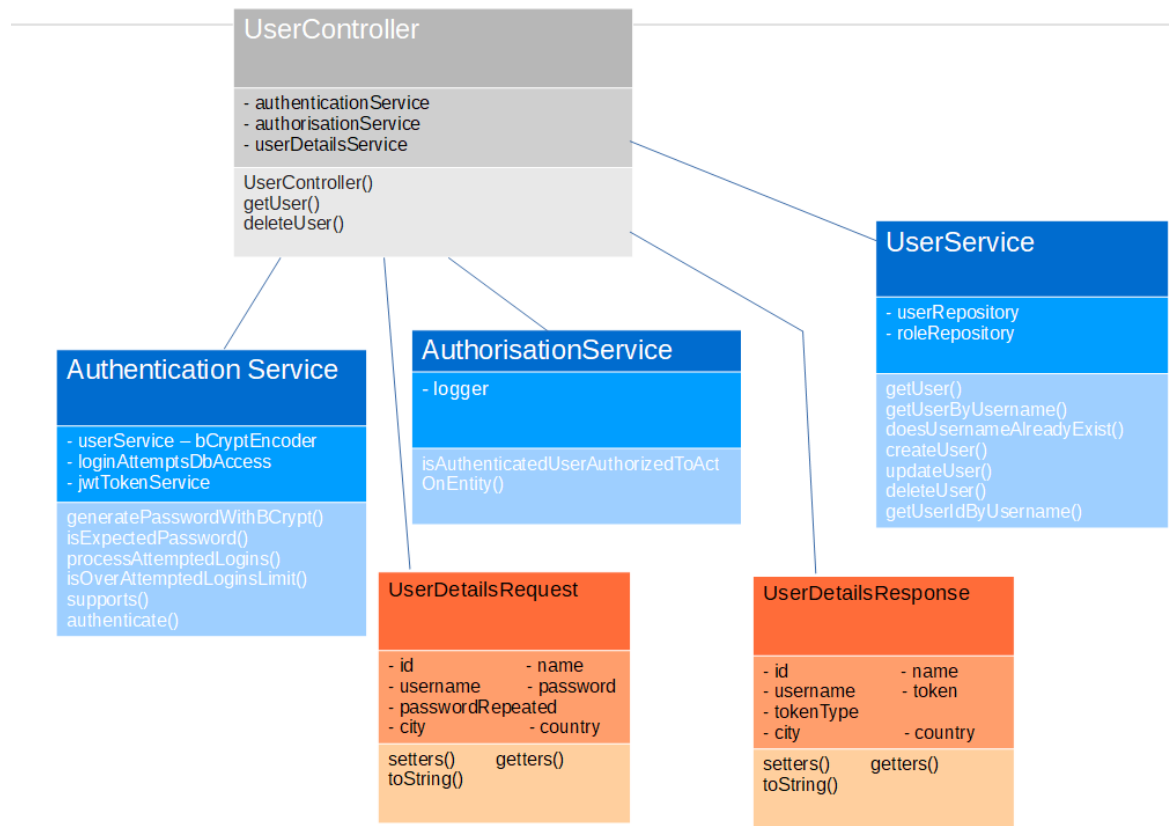 UserController
- authenticationService
- authorisationService
- userDetailsService
UserController()
getUser()
deleteUser()
UserService
- userRepository
- roleRepository
getUser()
getUserByUsername()
doesUsernameAlreadyExist()
createUser()
updateUser()
deleteUser()
getUserIdByUsername()
Authentication Service
- userService – bCryptEncoder
- loginAttemptsDbAccess
- jwtTokenService
generatePasswordWithBCrypt()
isExpectedPassword()
processAttemptedLogins()
isOverAttemptedLoginsLimit()
supports()
authenticate()
AuthorisationService
- logger
isAuthenticatedUserAuthorizedToAct
OnEntity()
UserDetailsRequest
- id - name
- username - password
- passwordRepeated
- city - country
setters() getters()
toString()
UserDetailsResponse
- id - name
- username - token
- tokenType
- city - country
setters() getters()
toString()